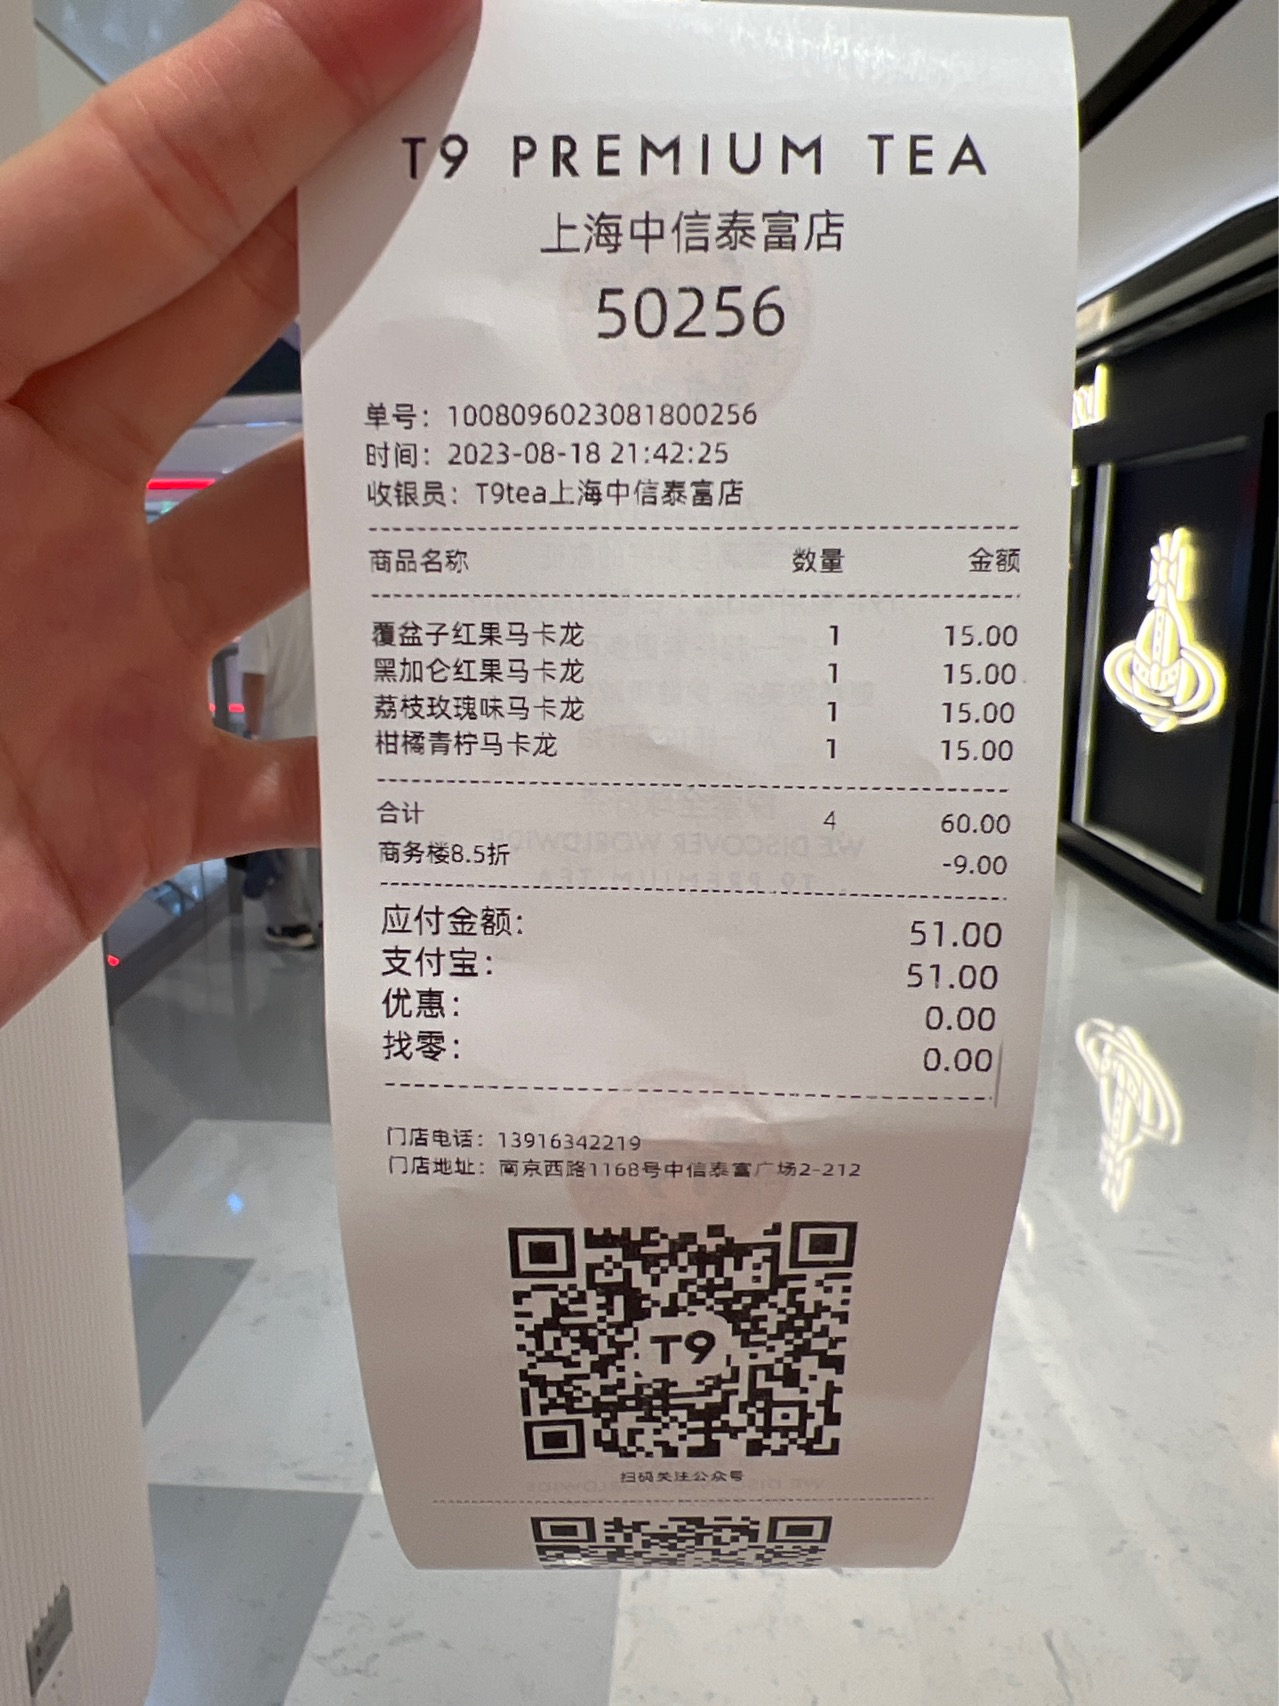 T9 PREMIUM TEA
上海中信泰富店
50256
单号：1008096023081800256
时间：2023-08-18 21:42:25
收银员：T9tea上海中信泰富店
商品名称 数量 金额
覆盆子红果马卡龙 1 15.00
黑加仑红果马卡龙 1 15.00
荔枝玫瑰味马卡龙 1 15.00
柑橘青柠马卡龙 1 15.00
合计 4 60.00
商务楼8.5折 -9.00
应付金额： 51.00
支付宝： 51.00
优惠： 0.00
找零： 0.00
门店电话：13916342219
门店地址：南京西路1168号中信泰富广场2-212
T9
扫码关注公众号